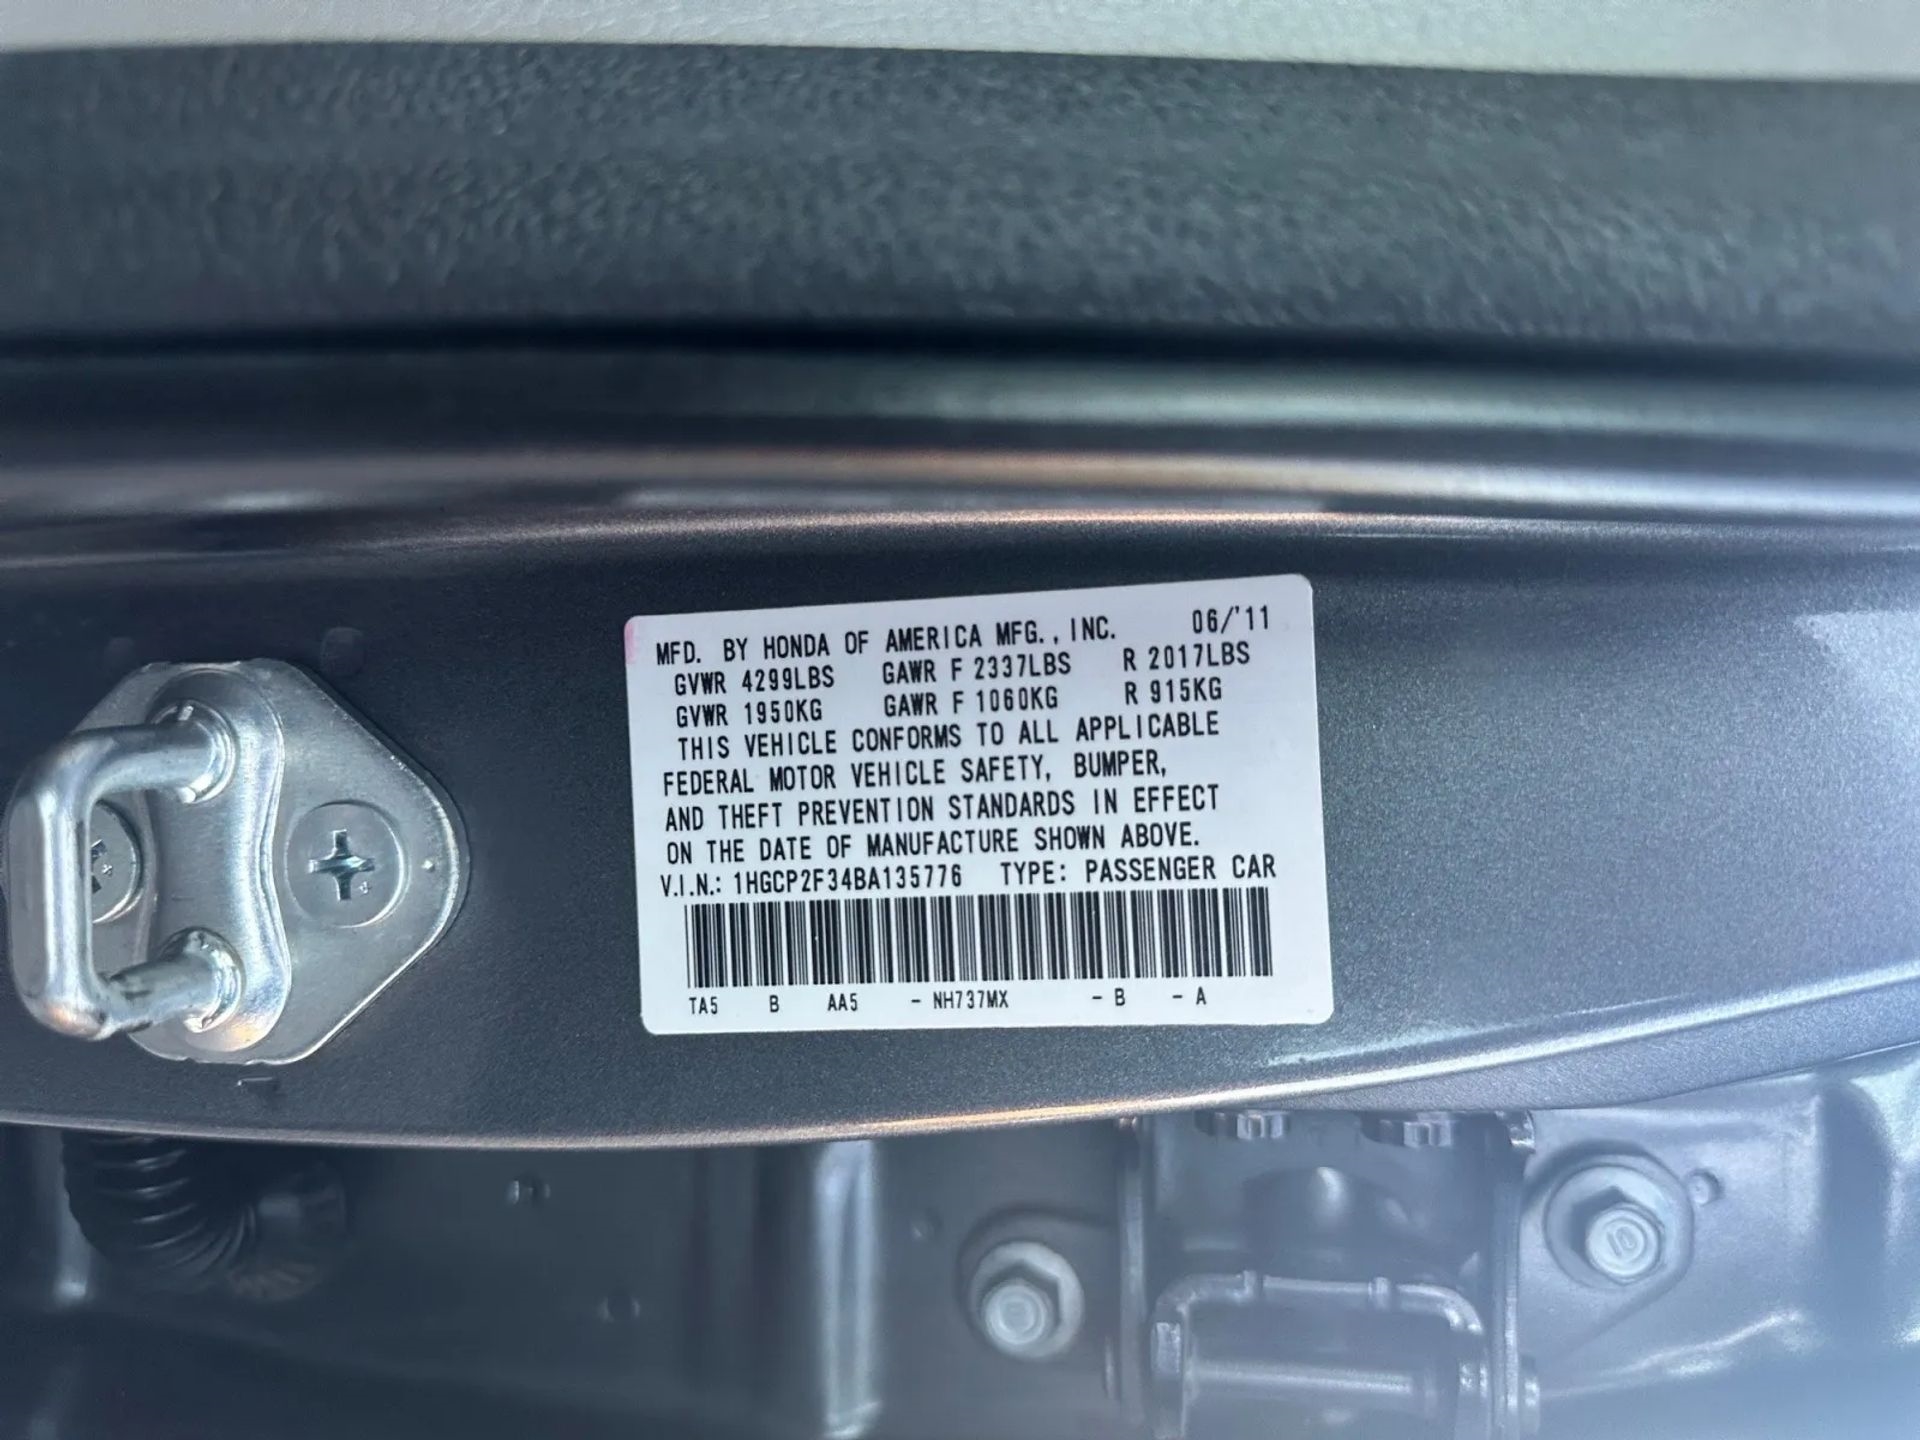 MFD. BY HONDA OF AMERICA MFG., INC. 06/'11
GVWR 4299LBS GAWR F 2337LBS R 2017LBS
GVWR 1950KG GAWR F 1060KG R 915KG
THIS VEHICLE CONFORMS TO ALL APPLICABLE
FEDERAL MOTOR VEHICLE SAFETY, BUMPER,
AND THEFT PREVENTION STANDARDS IN EFFECT
ON THE DATE OF MANUFACTURE SHOWN ABOVE.
V.I.N.: 1HGCP2F34BA135776 TYPE: PASSENGER CAR
TA5 B AA5 - NH737MX - B - A